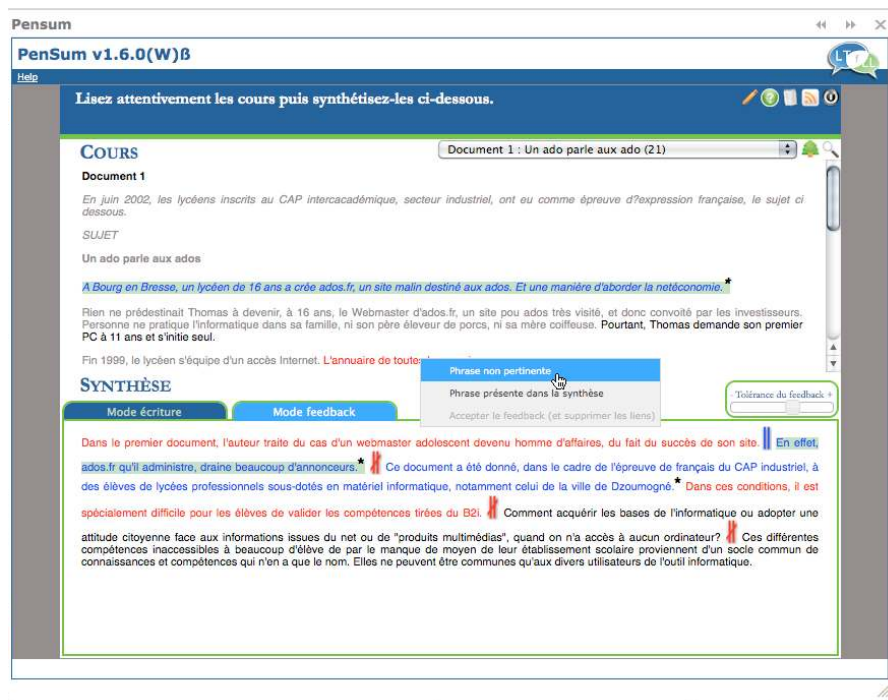 Pensum
PenSum v1.6.0(W)ß
Help
Lisez attentivement les cours puis synthétisez-les ci-dessous.
COURS
Document 1 : Un ado parle aux ado (21)
Document 1
En juin 2002, les lycéens inscrits au CAP intercacadémique, secteur industriel, ont eu comme épreuve d?expression française, le sujet ci
dessous.
SUJET
Un ado parle aux ados
A Bourg en Bresse, un lycéen de 16 ans a crée ados.fr, un site malin destiné aux ados. Et une manière d'aborder la netéconomie.*
Rien ne prédestinait Thomas à devenir, à 16 ans, le Webmaster d'ados.fr, un site pou ados très visité, et donc convoité par les investisseurs.
Personne ne pratique l'informatique dans sa famille, ni son père éleveur de porcs, ni sa mère coiffeuse. Pourtant, Thomas demande son premier
PC à 11 ans et s'initie seul.
Fin 1999, le lycéen s'équipe d'un accès Internet. L'annuaire de toute
Phrase non pertinente
Phrase présente dans la synthèse
Accepter le feedback (et supprimer les liens)
SYNTHÈSE
- Tolérance du feedback +
Mode écriture
Mode feedback
Dans le premier document, l'auteur traite du cas d'un webmaster adolescent devenu homme d'affaires, du fait du succès de son site. En effet,
ados.fr qu'il administre, draine beaucoup d'annonceurs.* Ce document a été donné, dans le cadre de l'épreuve de français du CAP industriel, à
des élèves de lycées professionnels sous-dotés en matériel informatique, notamment celui de la ville de Dzoumogné.* Dans ces conditions, il est
spécialement difficile pour les élèves de valider les compétences tirées du B2i. Comment acquérir les bases de l'informatique ou adopter une
attitude citoyenne face aux informations issues du net ou de "produits multimédias", quand on n'a accès à aucun ordinateur? Ces différentes
compétences inaccessibles à beaucoup d'élève de par le manque de moyen de leur établissement scolaire proviennent d'un socle commun de
connaissances et compétences qui n'en a que le nom. Elles ne peuvent être communes qu'aux divers utilisateurs de l'outil informatique.